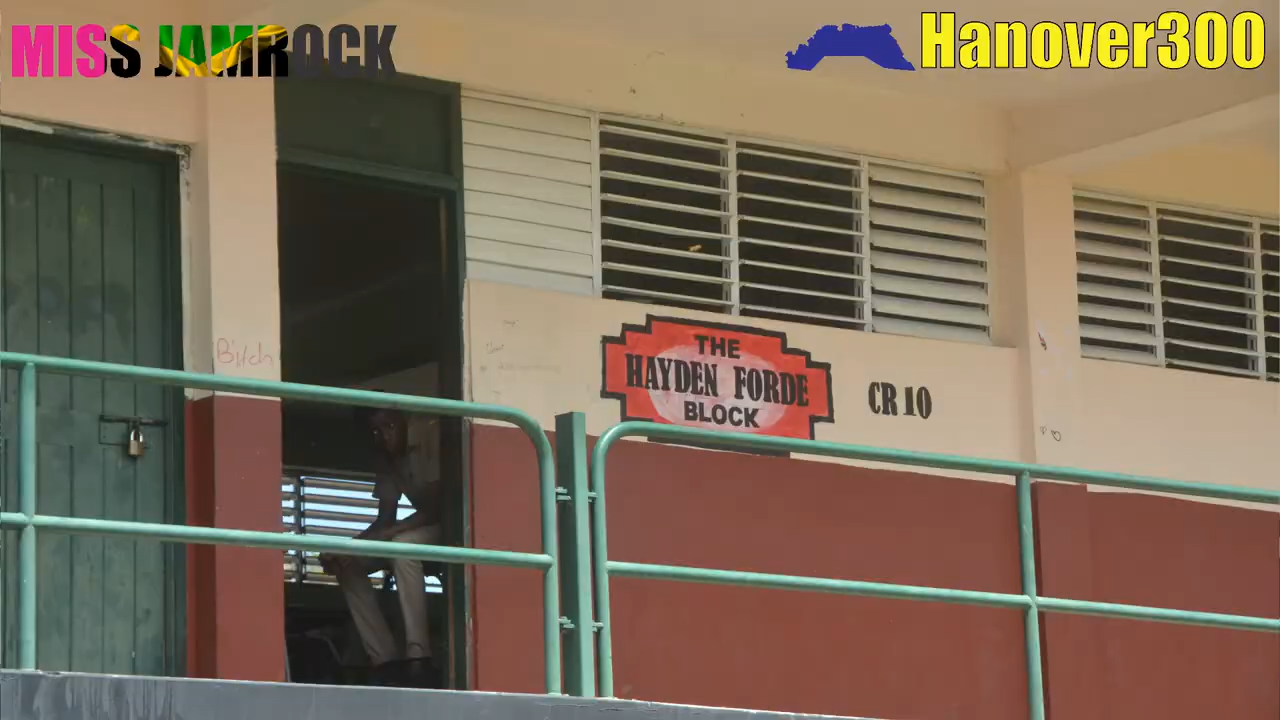 MISS JAMROCK
Hanover300
Bitch
THE
HAYDEN FORDE
BLOCK
CR 10